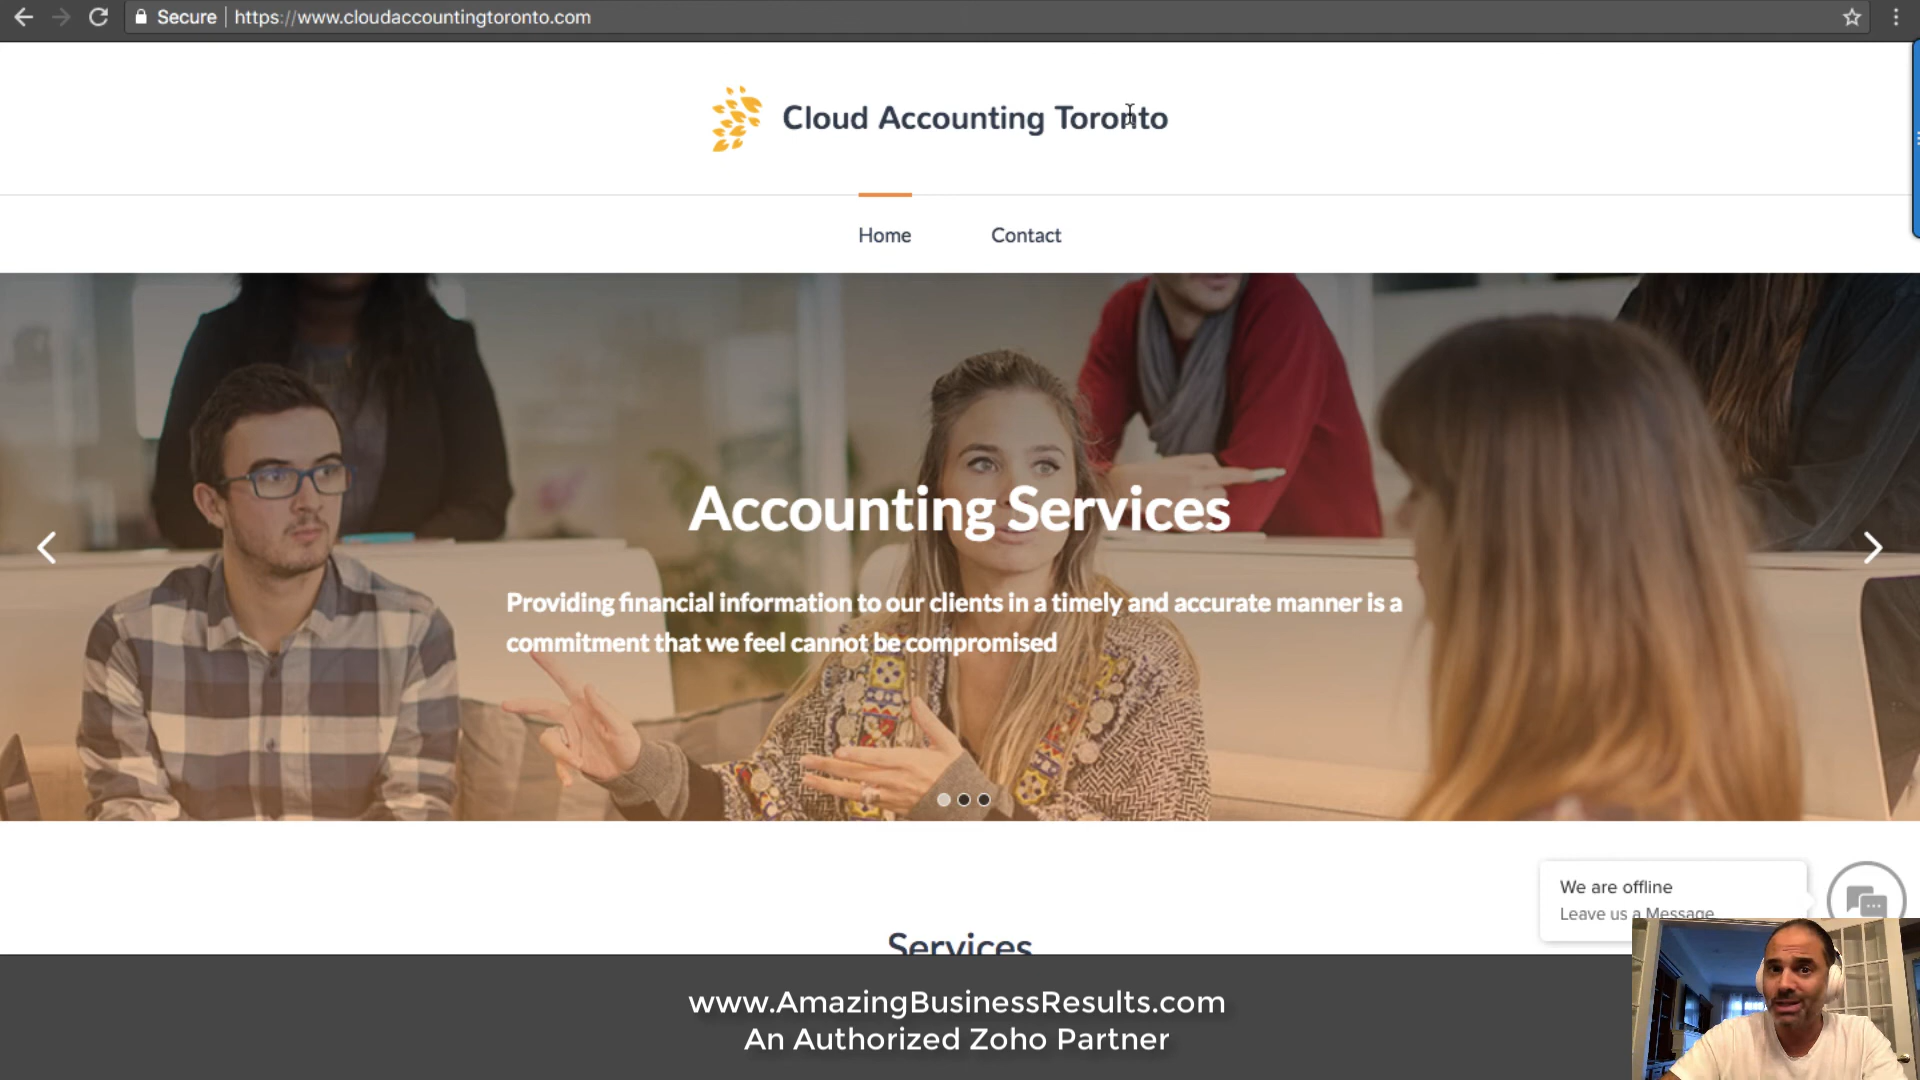 Secure https://www.cloudaccountingtoronto.com
Cloud Accounting Toronto
Home Contact
Accounting Services
Providing financial information to our clients in a timely and accurate manner is a
commitment that we feel cannot be compromised
We are offline
Leave us a Message
Services
www.AmazingBusinessResults.com
An Authorized Zoho Partner